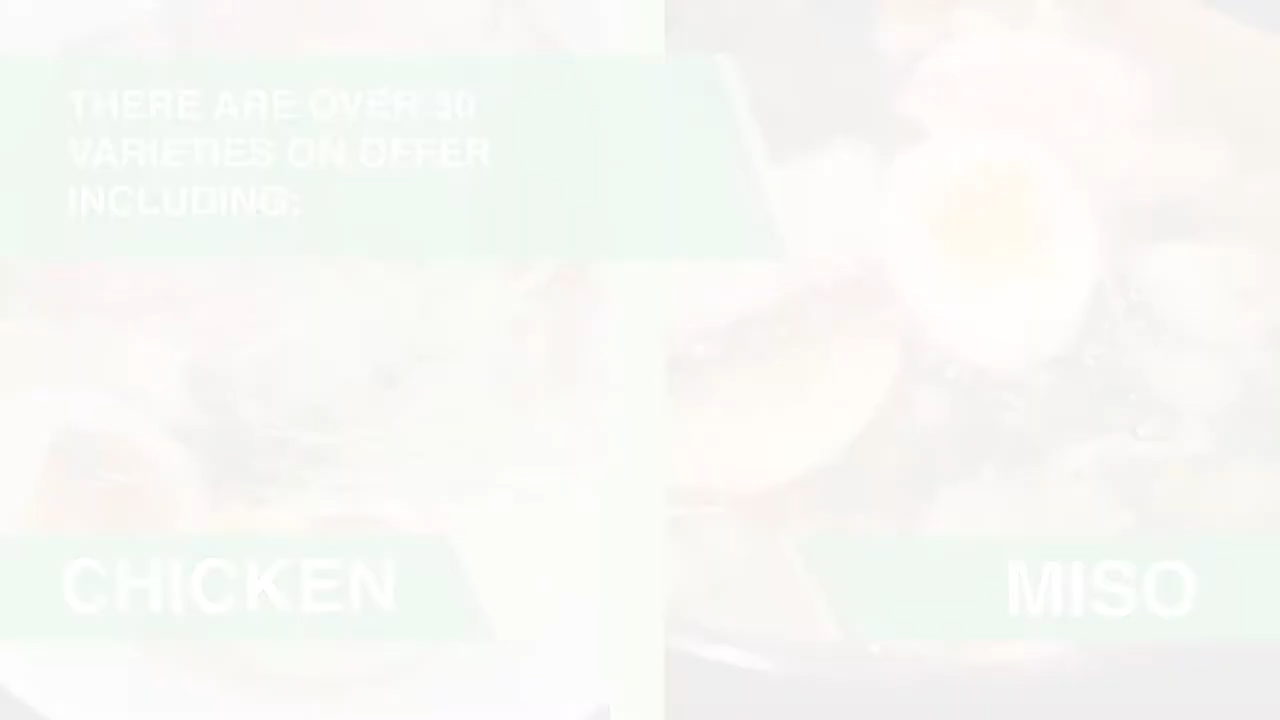 THERE ARE OVER 30
VARIETIES ON OFFER
INCLUDING:
CHICKEN
MISO